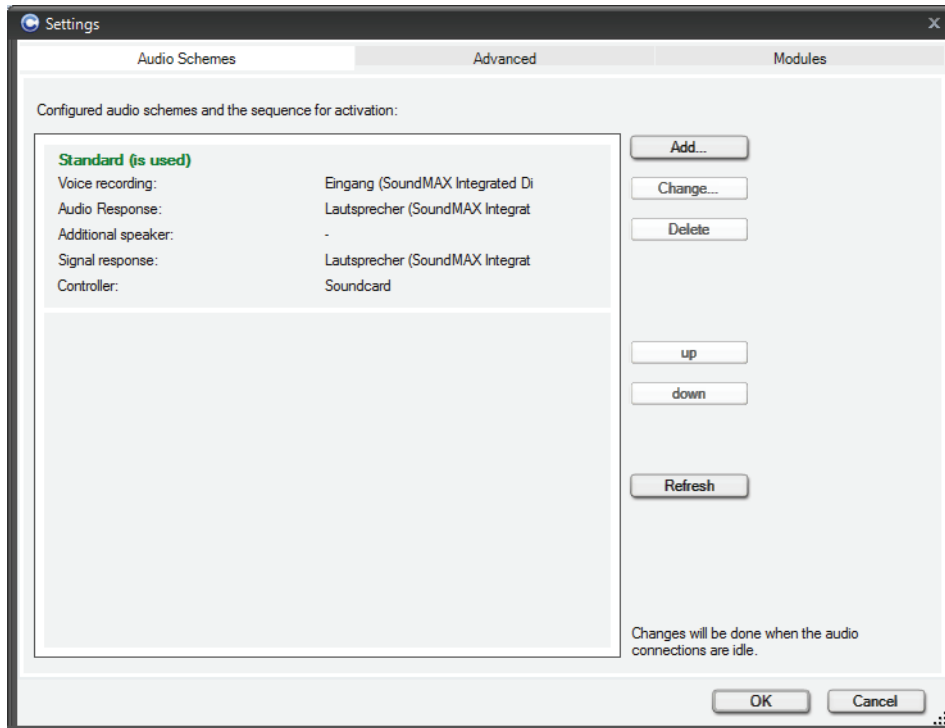 Settings
Audio Schemes Advanced Modules
Configured audio schemes and the sequence for activation:
Standard (is used)
Voice recording: Eingang (SoundMAX Integrated Di
Audio Response: Lautsprecher (SoundMAX Integrat
Additional speaker: -
Signal response: Lautsprecher (SoundMAX Integrat
Controller: Soundcard
Add...
Change...
Delete
up
down
Refresh
Changes will be done when the audio
connections are idle.
OK Cancel